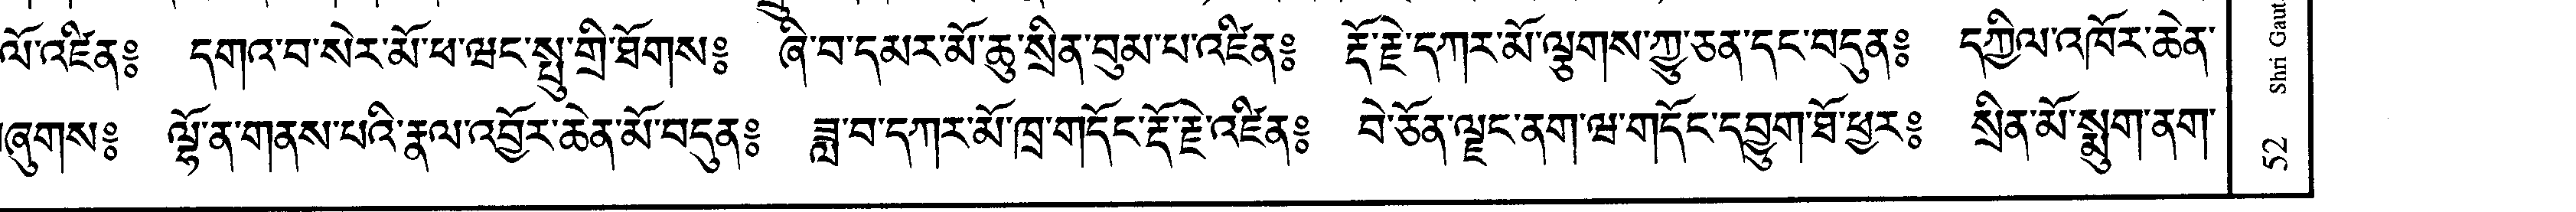 ལོ་འཛིན༔ དགའ་བ་སེར་མོ་ཕ་ཝང་སྤུ་གྲི་ཐོགས༔ ཞི་བ་དམར་མོ་ཆུ་སྲིན་བུམ་པ་འཛིན༔ རྡོ་རྗེ་དཀར་མོ་ལྕགས་ཀྱུ་ཅན་དང་བདུན༔ དཀྱིལ་འཁོར་ཆེན་
ཞུགས༔ ལྷོ་ན་གནས་པའི་རྣལ་འབྱོར་ཆེན་མོ་བདུན༔ ཟླ་བ་དཀར་མོ་ཁྲ་གདོང་རྡོ་རྗེ་འཛིན༔ བེ་ཅོན་ལྗང་ནག་ཝ་གདོང་དབྱུག་ཐོ་ཕྱར༔ སྲིན་མོ་སྨུག་ནག་
Shri Gaut
52